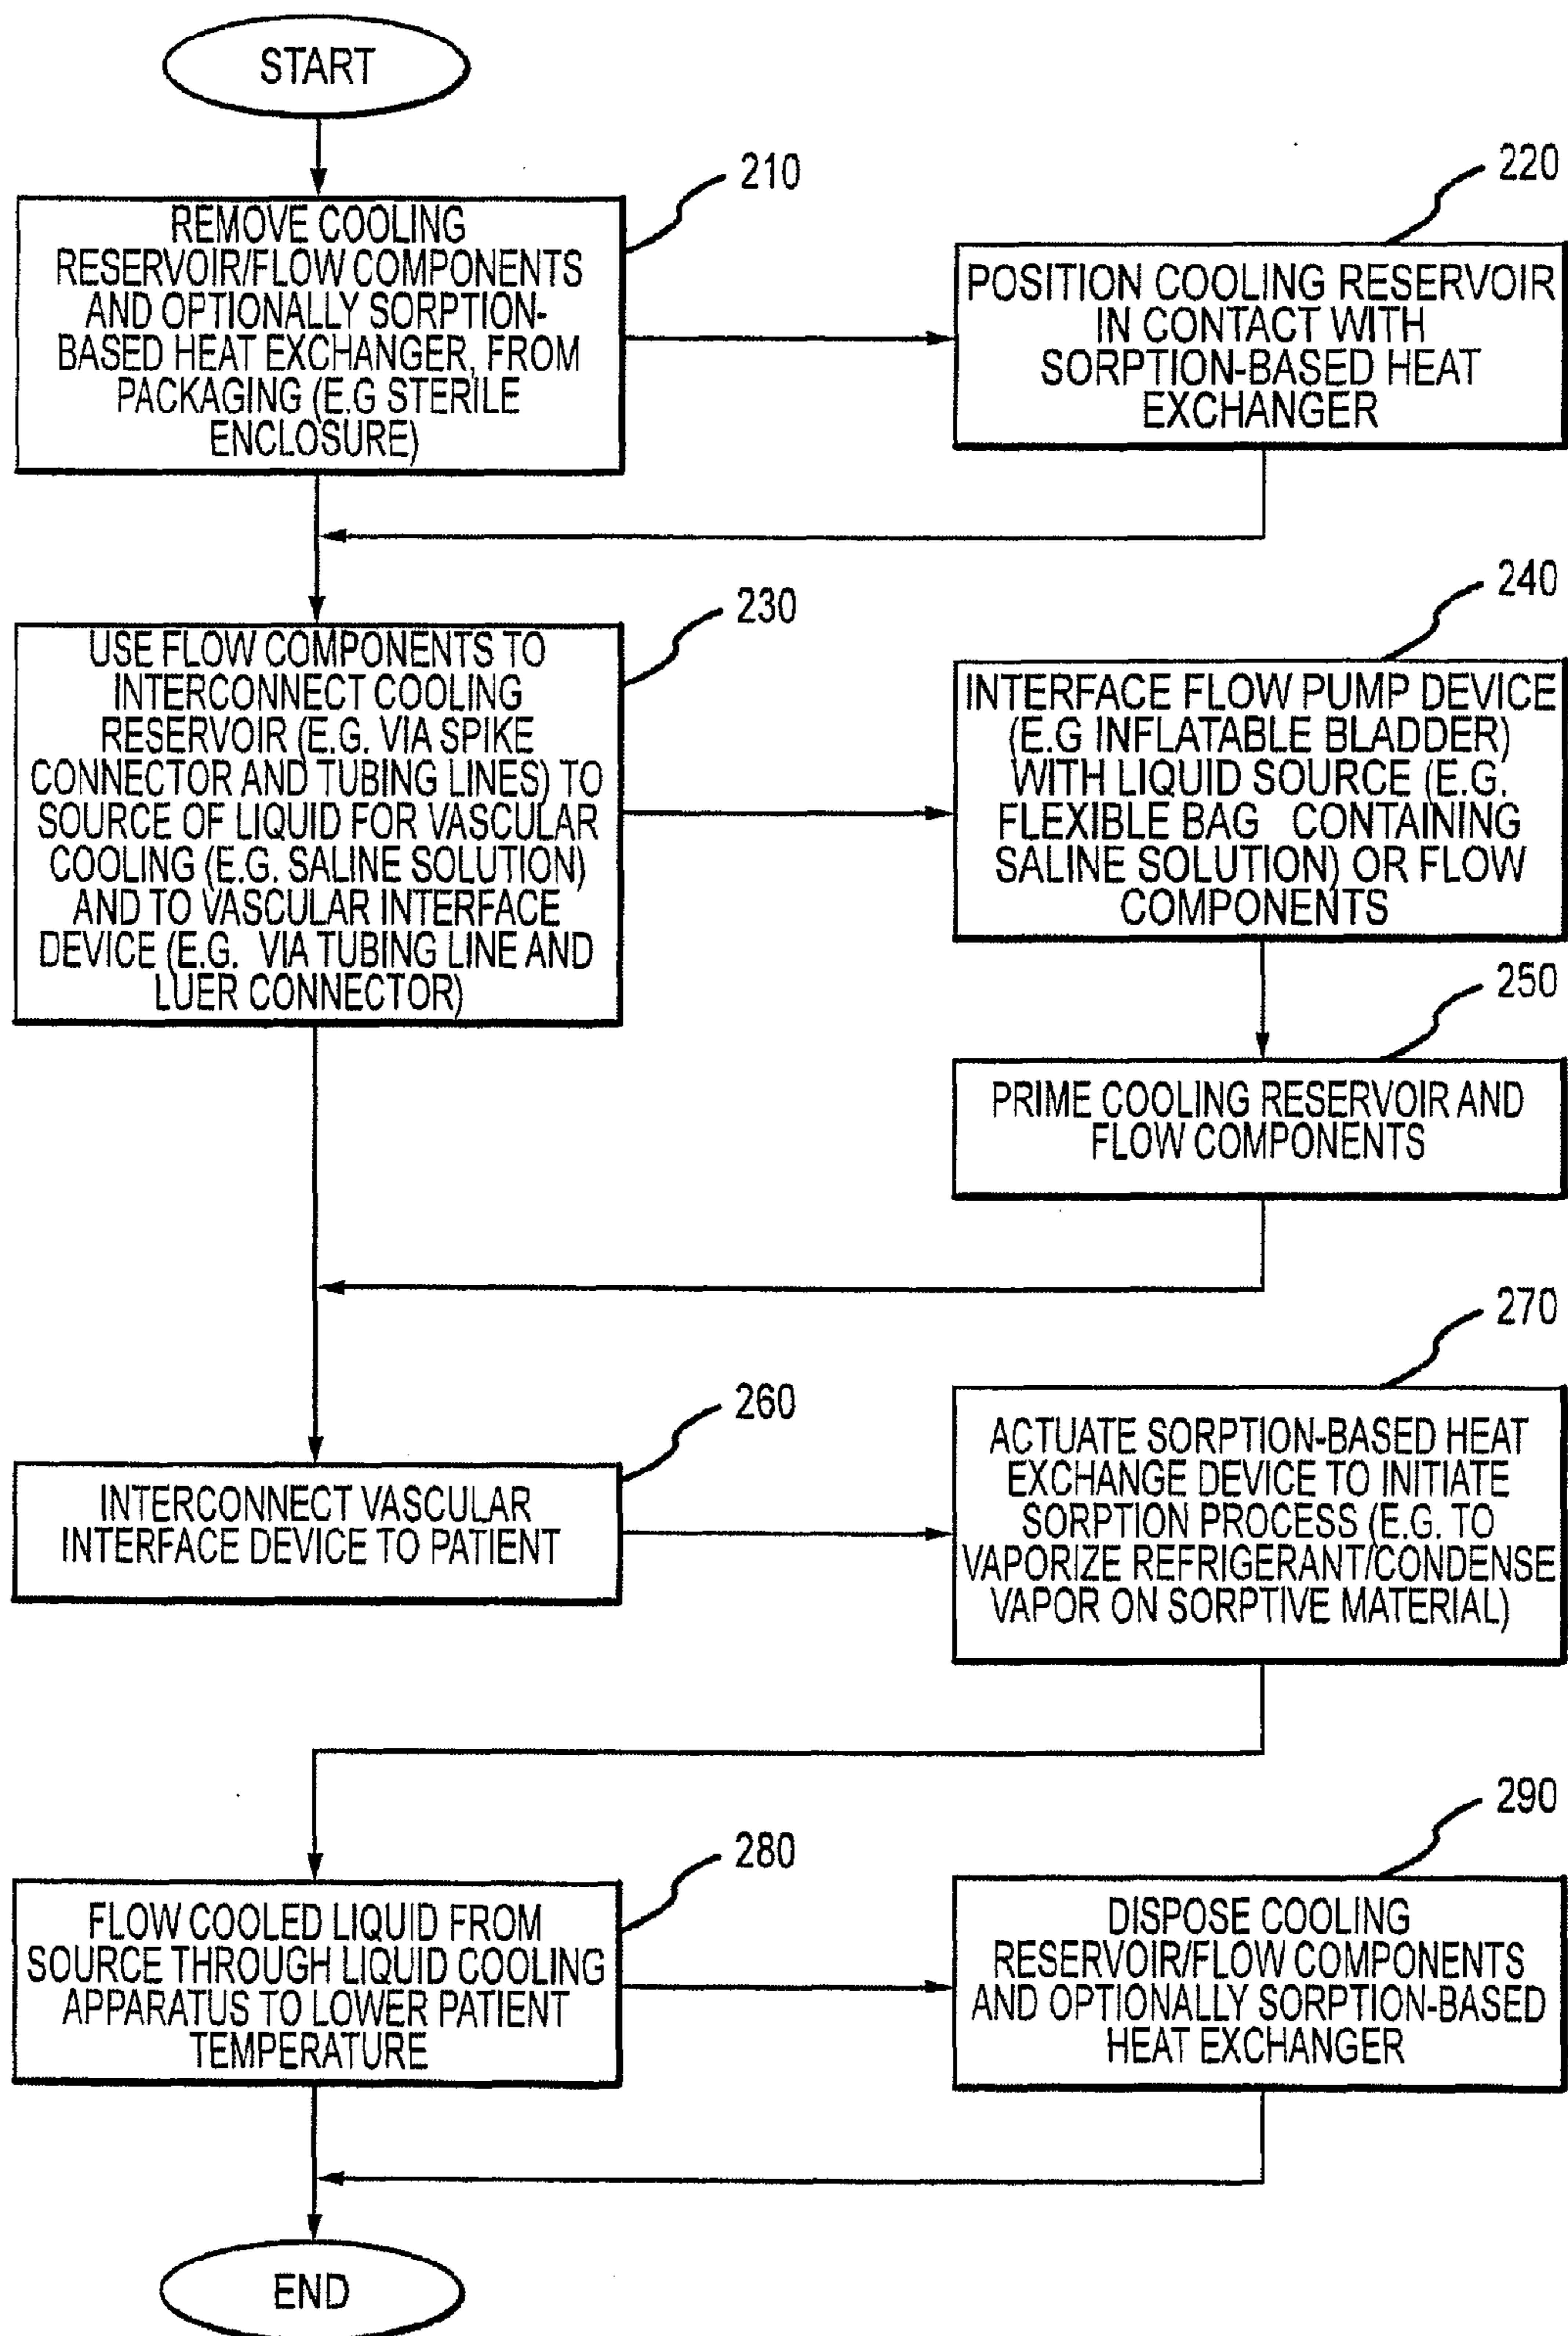 START
210
REMOVE COOLING
RESERVOIR/FLOW COMPONENTS
AND OPTIONALLY SORPTION-
BASED HEAT EXCHANGER, FROM
PACKAGING (E.G STERILE
ENCLOSURE)
220
POSITION COOLING RESERVOIR
IN CONTACT WITH
SORPTION-BASED HEAT
EXCHANGER
230
USE FLOW COMPONENTS TO
INTERCONNECT COOLING
RESERVOIR (E.G. VIA SPIKE
CONNECTOR AND TUBING LINES) TO
SOURCE OF LIQUID FOR VASCULAR
COOLING (E.G. SALINE SOLUTION)
AND TO VASCULAR INTERFACE
DEVICE (E.G. VIA TUBING LINE AND
LUER CONNECTOR)
240
INTERFACE FLOW PUMP DEVICE
(E.G INFLATABLE BLADDER)
WITH LIQUID SOURCE (E.G.
FLEXIBLE BAG CONTAINING
SALINE SOLUTION) OR FLOW
COMPONENTS
250
PRIME COOLING RESERVOIR AND
FLOW COMPONENTS
260
INTERCONNECT VASCULAR
INTERFACE DEVICE TO PATIENT
270
ACTUATE SORPTION-BASED HEAT
EXCHANGE DEVICE TO INITIATE
SORPTION PROCESS (E.G. TO
VAPORIZE REFRIGERANT/CONDENSE
VAPOR ON SORPTIVE MATERIAL)
280
FLOW COOLED LIQUID FROM
SOURCE THROUGH LIQUID COOLING
APPARATUS TO LOWER PATIENT
TEMPERATURE
290
DISPOSE COOLING
RESERVOIR/FLOW COMPONENTS
AND OPTIONALLY SORPTION-BASED
HEAT EXCHANGER
END